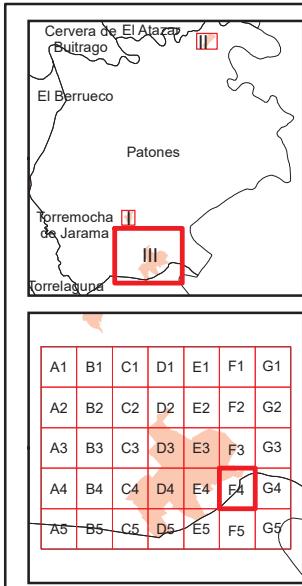 Cervera de El Atazar
Buitrago
II
El Berrueco
Patones
Torremocha
de Jarama
I
III
Torrelaguna
A1 B1 C1 D1 E1 F1 G1
A2 B2 C2 D2 E2 F2 G2
A3 B3 C3 D3 E3 F3 G3
A4 B4 C4 D4 E4 F4 G4
A5 B5 C5 D5 E5 F5 G5